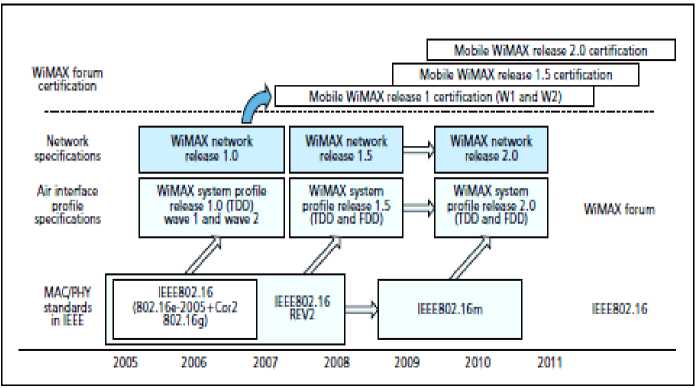 Mobile WiMAX release 2.0 certification
WiMAX forum
certification
Mobile WiMAX release 1.5 certification
Mobile WiMAX release 1 certification (W1 and W2)
Network
specifications
WiMAX network
release 1.0
WiMAX network
release 1.5
WiMAX network
release 2.0
Air interface
profile
specifications
WiMAX system profile
release 1.0 (TDD)
wave 1 and wave 2
WiMAX system
profile release 1.5
(TDD and FDD)
WiMAX system
profile release 2.0
(TDD and FDD)
WiMAX forum
MAC/PHY
standards
in IEEE
IEEE802.16
(802.16e-2005+Cor2
802.16g)
IEEE802.16
REV2
IEEE802.16m
IEEE802.16
2005 2006 2007 2008 2009 2010 2011